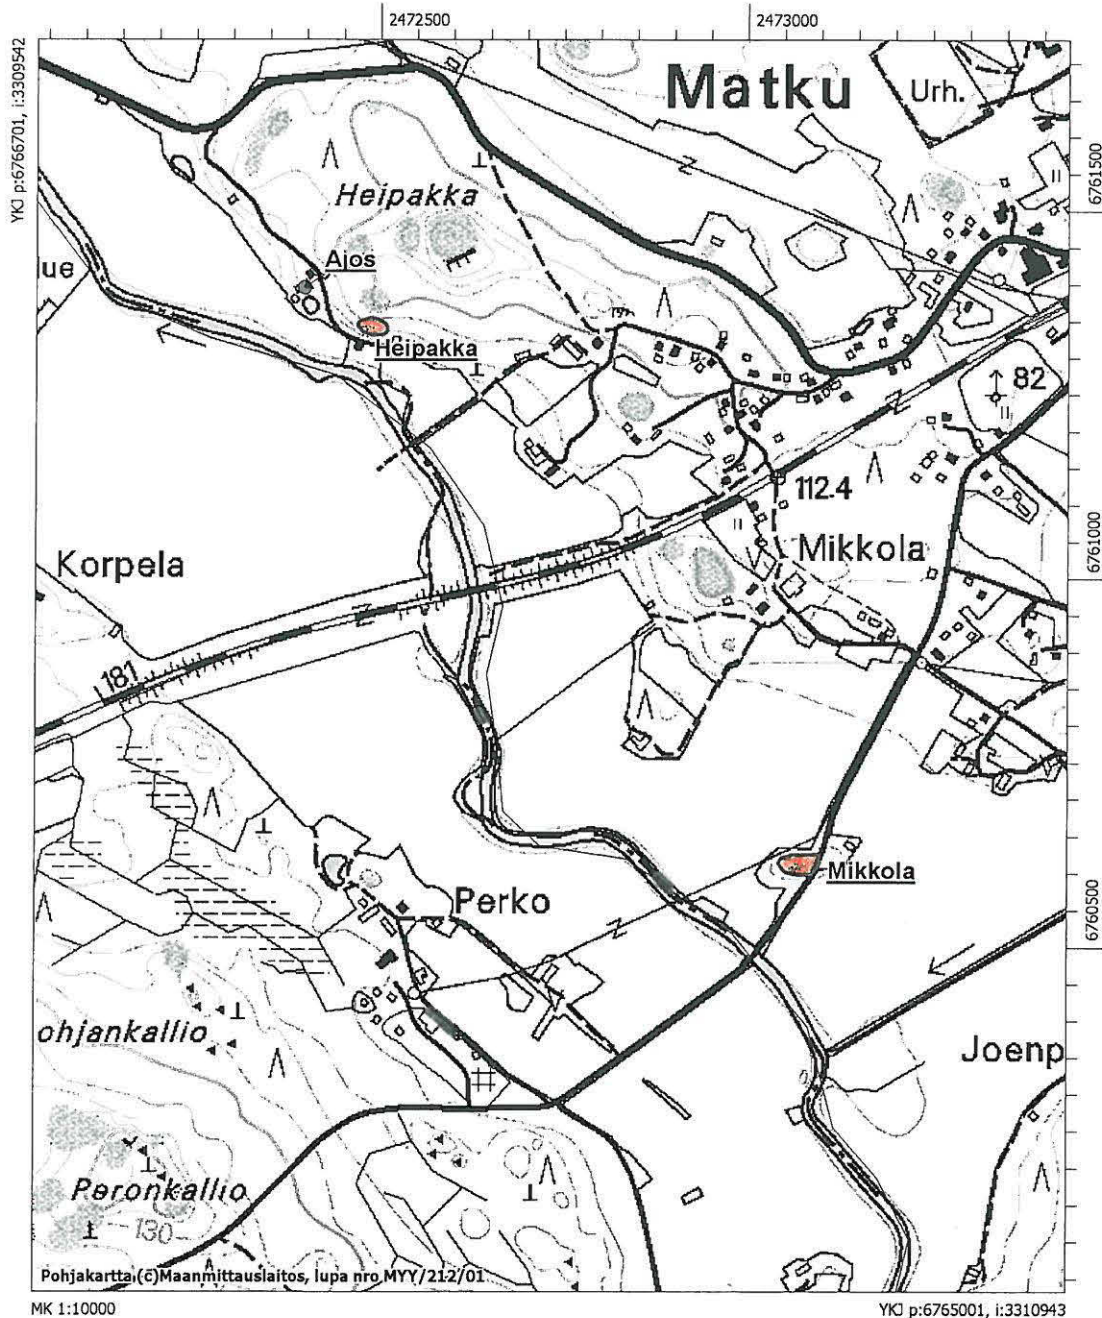 2472500 2473000
YKJ p:6766701, i:3309542
Matku
Urh.
6761500
Heipakka
Ajos
lue
Heipakka
82
112.4
6761000
Korpela
Mikkola
181
Mikkola
Perko
6760500
ohjankallio
Joenp
Peronkallio
130
Pohjakartta (c)Maanmittauslaitos, lupa nro MYY/212/01
MK 1:10000
YKJ p:6765001, i:3310943